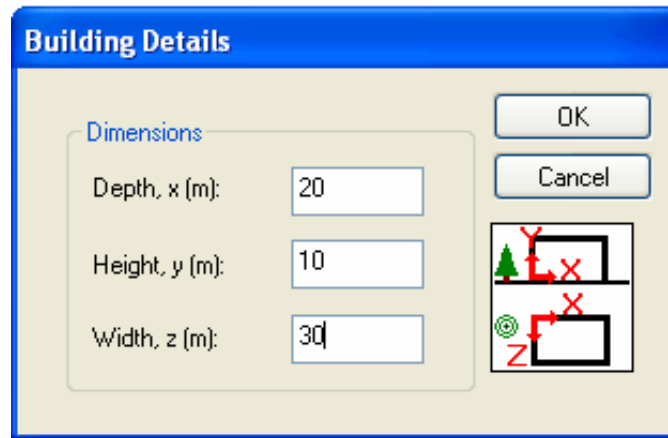 Building Details
Dimensions
Depth, x (m): 20
Height, y (m): 10
Width, z (m): 30
OK
Cancel
Y
X
X
Z